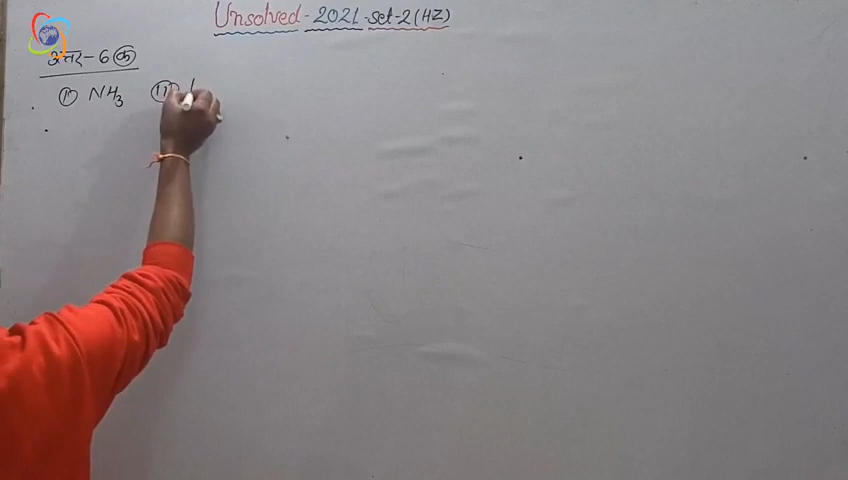 Unsolved - 2021 - set-2 (HZ)
उत्तर - 6 (क)
(i) NH3 (ii)